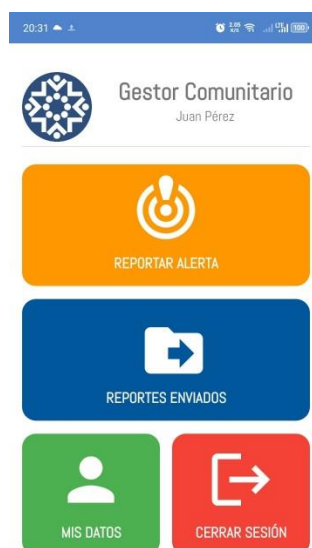 20:31
Gestor Comunitario
Juan Pérez
REPORTAR ALERTA
REPORTES ENVIADOS
MIS DATOS
CERRAR SESIÓN